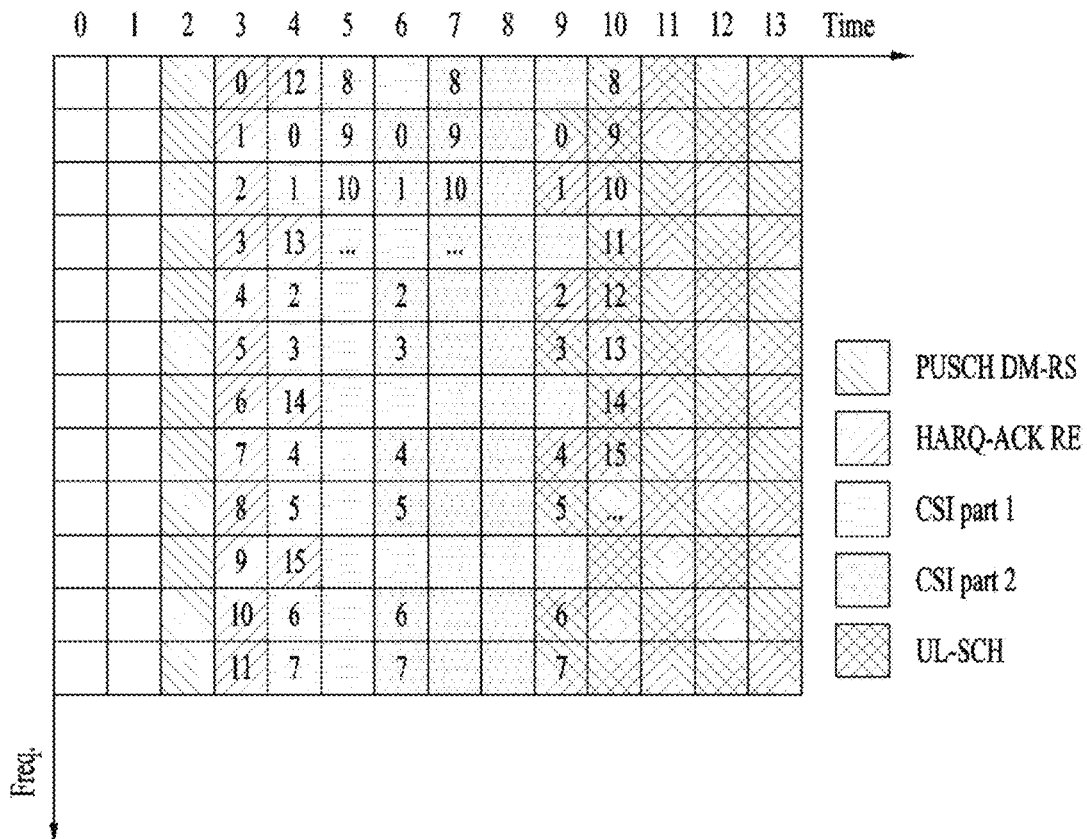 0 1 2 3 4 5 6 7 8 9 10 11 12 13 Time
0 12 8 8 8
1 0 9 0 9 0 9
2 1 10 1 10 1 10
3 13 ... ... 11
4 2 2 2 12
5 3 3 3 13
6 14 14
7 4 4 4 15
8 5 5 5 ...
9 15
10 6 6 6
11 7 7 7
PUSCH DM-RS
HARQ-ACK RE
CSI part 1
CSI part 2
UL-SCH
Freq.